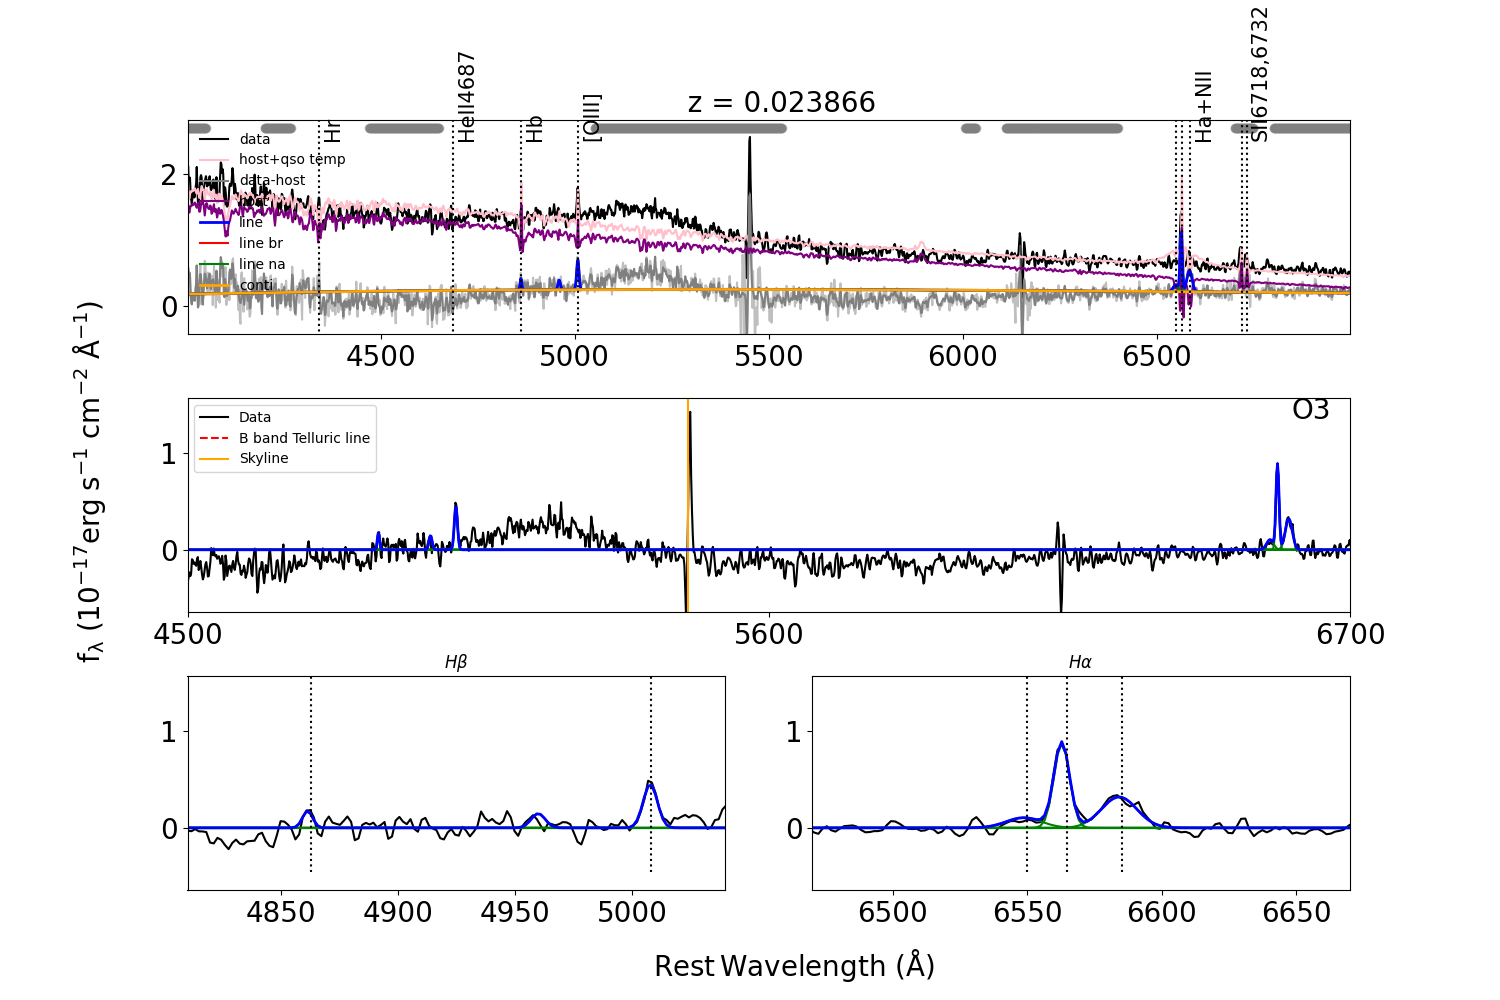 z = 0.023866
Hr
HeII4687
Hb
[OIII]
Ha+NII
SII6718,6732
data
host+qso temp
data-host
host
line
line br
line na
conti
2
0
4500 5000 5500 6000 6500
O3
Data
B band Telluric line
Skyline
1
0
4500 5600 6700
fλ (10⁻¹⁷erg s⁻¹ cm⁻² Å⁻¹)
Hβ
1
0
4850 4900 4950 5000
Hα
1
0
6500 6550 6600 6650
Rest Wavelength (Å)